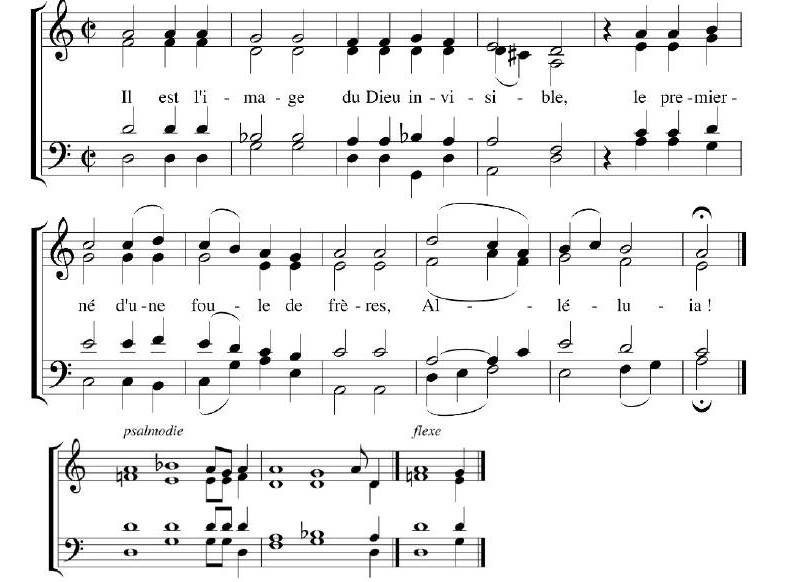 Il est l'i - ma - ge du Dieu in - vi - si - ble, le pre - mier -
né d'u - ne fou - le de frè - res, Al - - lé - lu - ia !
psalmodie flexe